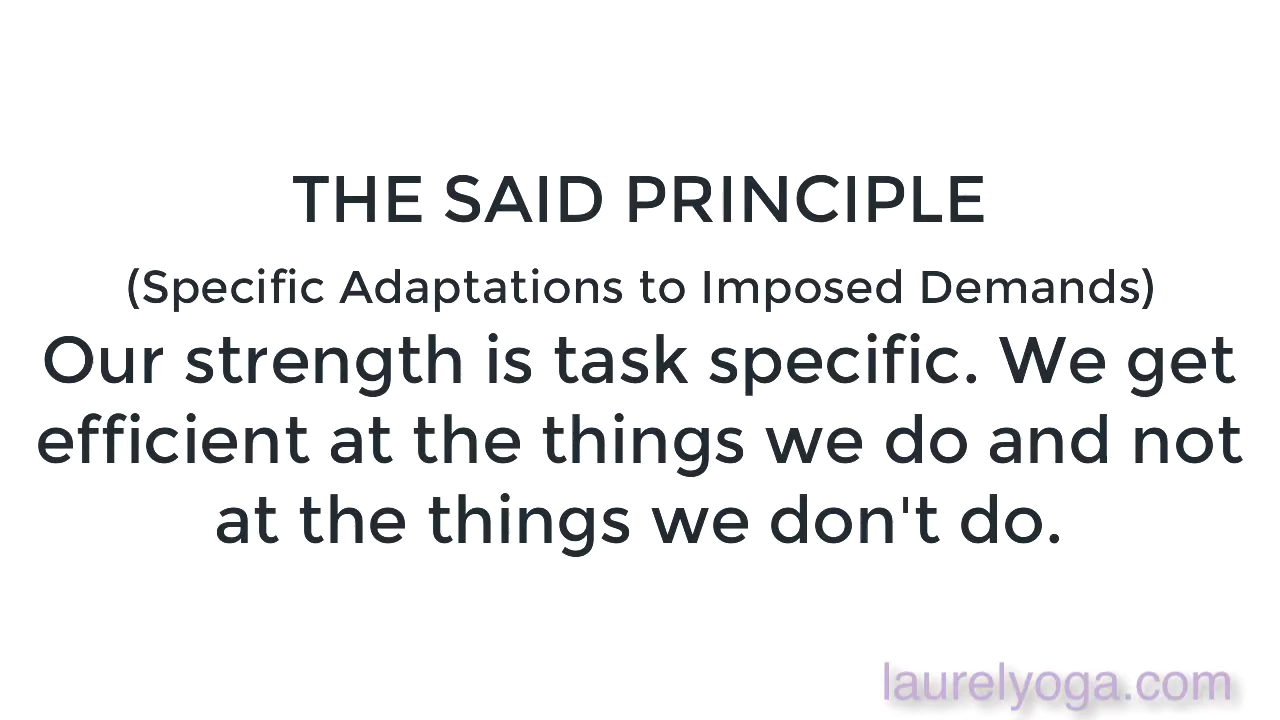 THE SAID PRINCIPLE
(Specific Adaptations to Imposed Demands)
Our strength is task specific. We get
efficient at the things we do and not
at the things we don't do.
laurelyoga.com